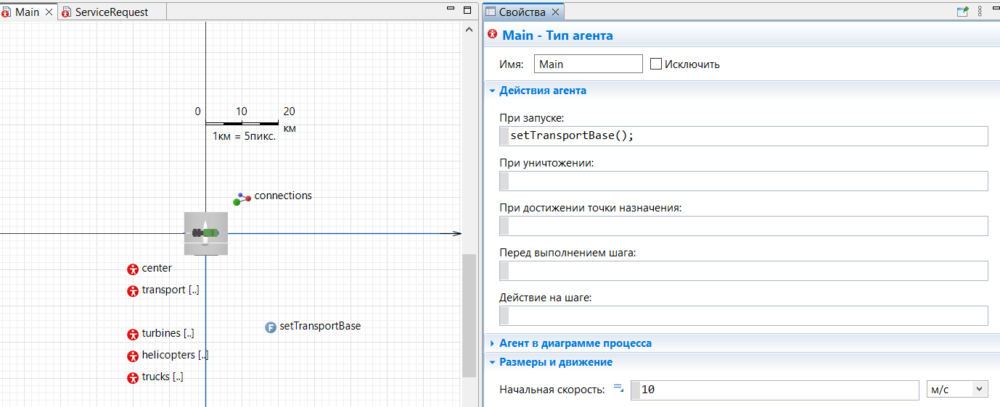 Main
ServiceRequest
0 10 20
км
1км = 5пикс.
connections
center
transport [..]
setTransportBase
turbines [..]
helicopters [..]
trucks [..]
Свойства
Main - Тип агента
Имя: Main Исключить
Действия агента
При запуске:
setTransportBase();
При уничтожении:
При достижении точки назначения:
Перед выполнением шага:
Действие на шаге:
Агент в диаграмме процесса
Размеры и движение
Начальная скорость: 10 м/с